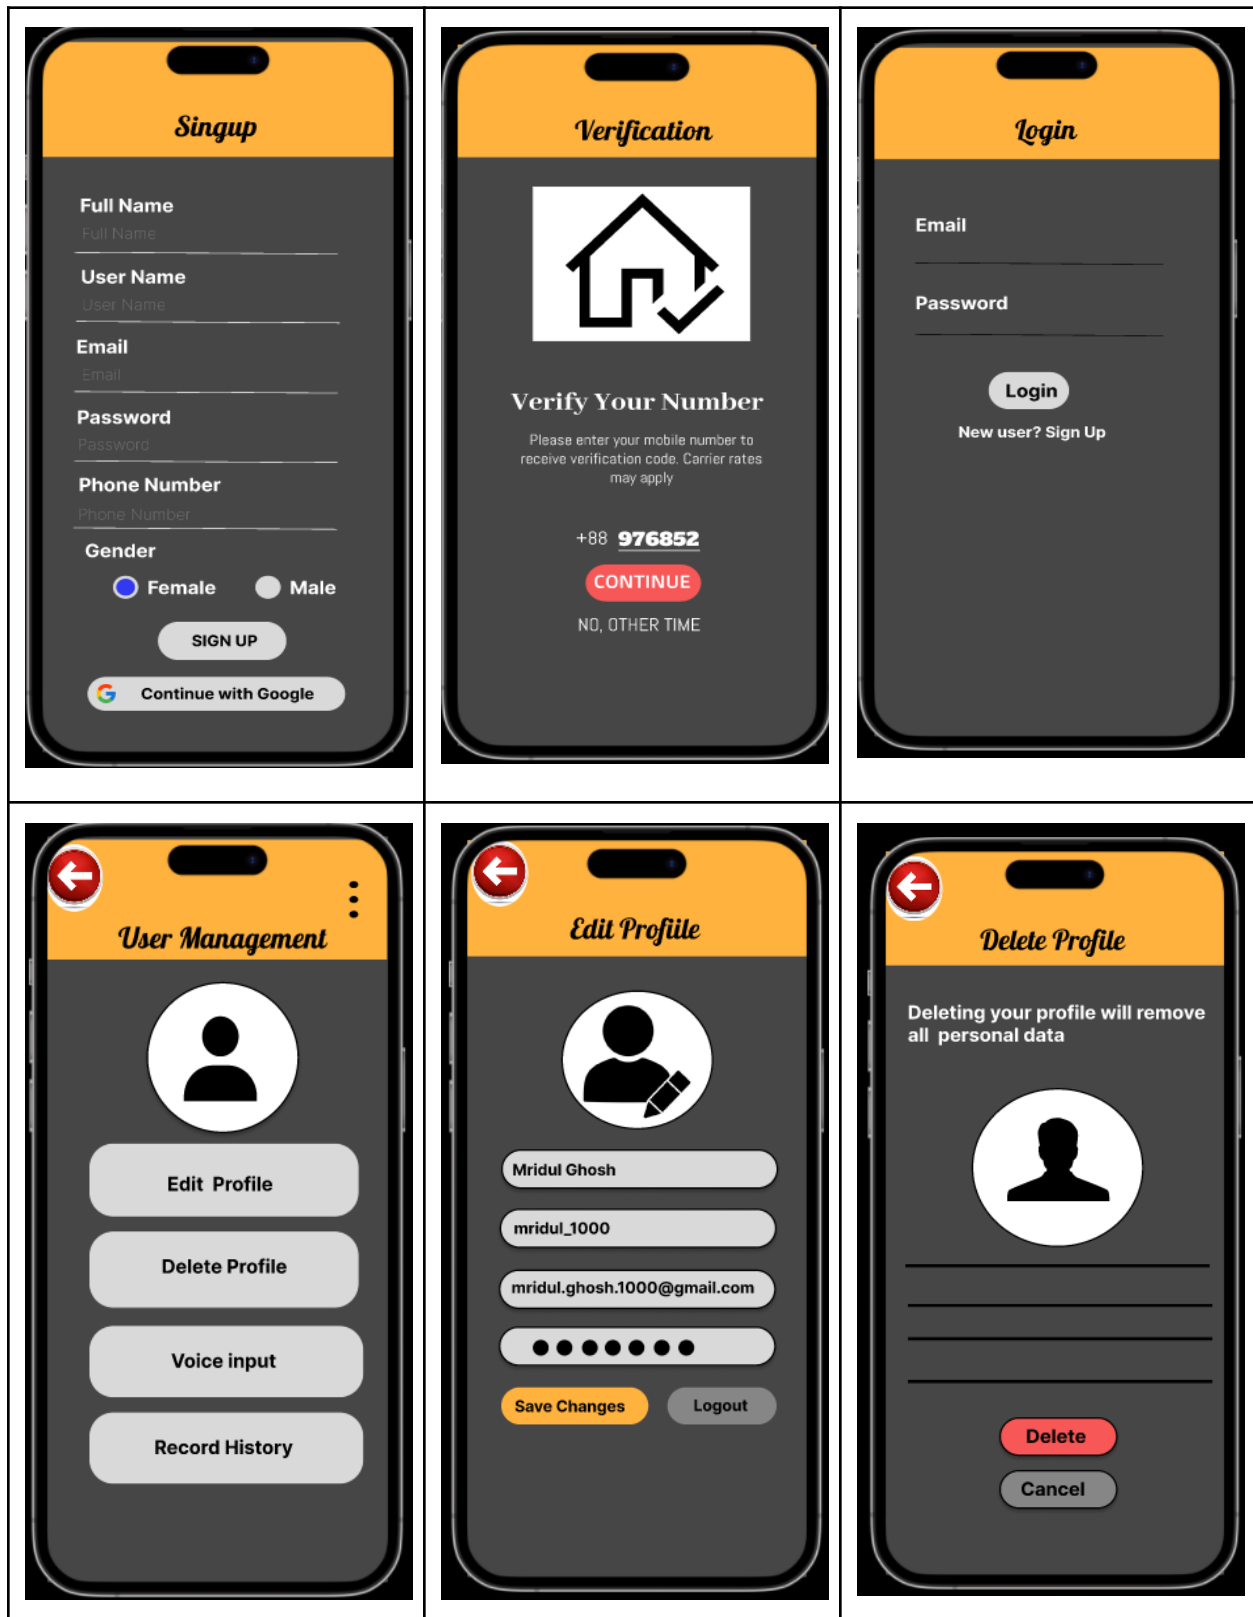 Singup
Full Name
Full Name
User Name
User Name
Email
Email
Password
Password
Phone Number
Phone Number
Gender
Female Male
SIGN UP
Continue with Google
Verification
Verify Your Number
Please enter your mobile number to
receive verification code. Carrier rates
may apply
+88 976852
CONTINUE
NO, OTHER TIME
Login
Email
Password
Login
New user? Sign Up
User Management
Edit Profile
Delete Profile
Voice input
Record History
Edit Profiile
Mridul Ghosh
mridul_1000
mridul.ghosh.1000@gmail.com
Save Changes Logout
Delete Profile
Deleting your profile will remove
all personal data
Delete
Cancel